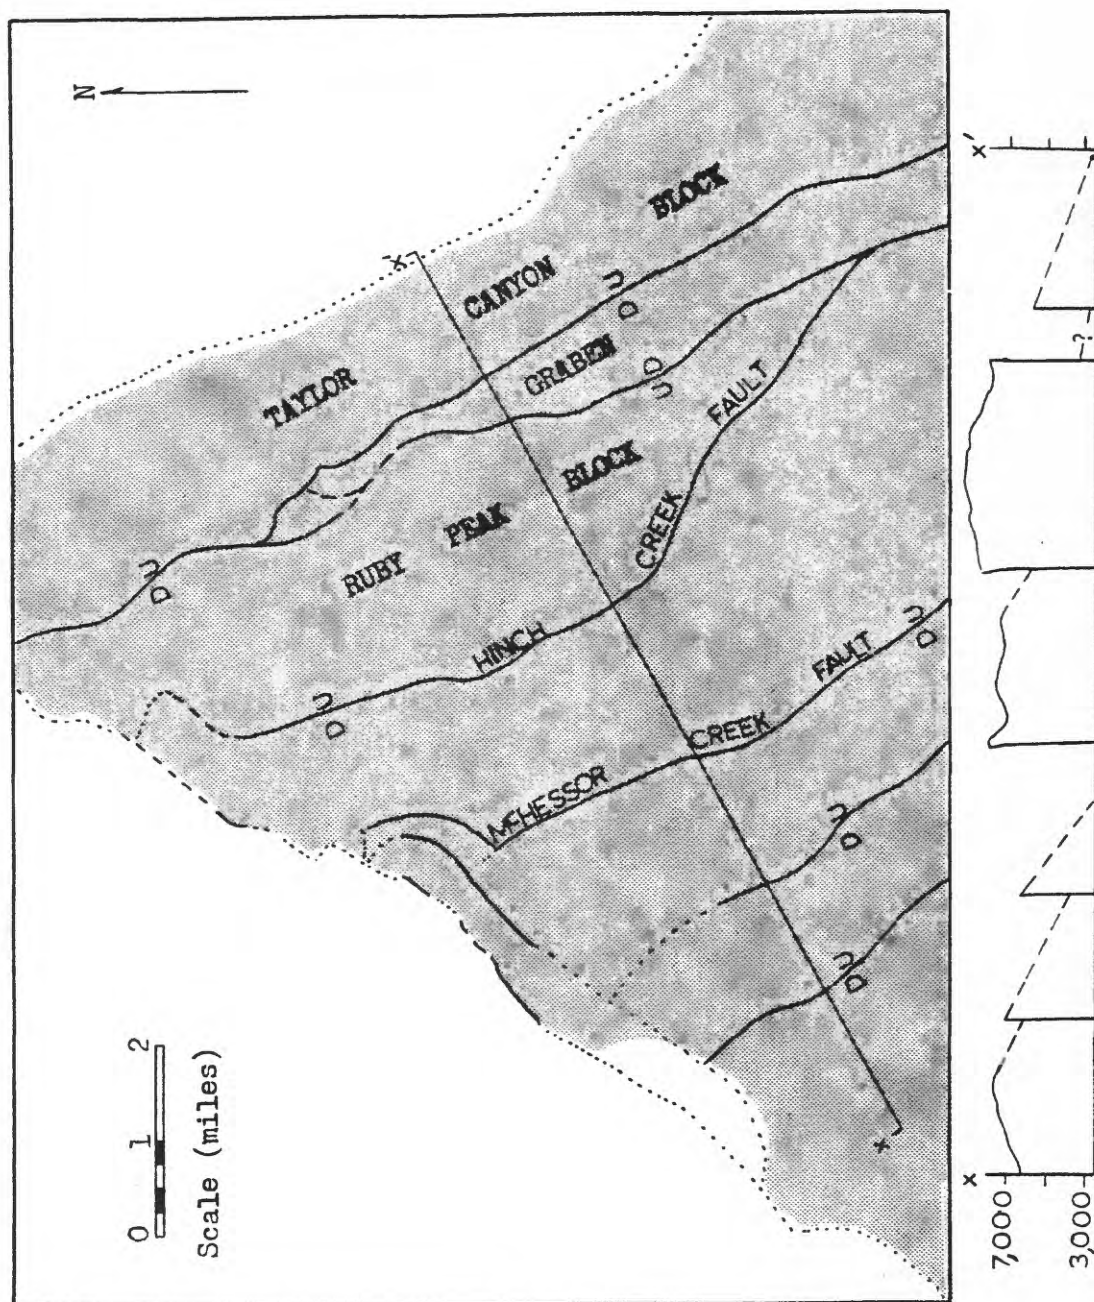 N
TAYLOR
CANYON
BLOCK
x'
U
D
GRABEN
D
U
U
D
RUBY
PEAK
BLOCK
HINCH
CREEK
FAULT
U
D
McHESSOR
CREEK
FAULT
U
D
U
D
U
D
x
0 1 2
Scale (miles)
x
x'
7,000
3,000
?